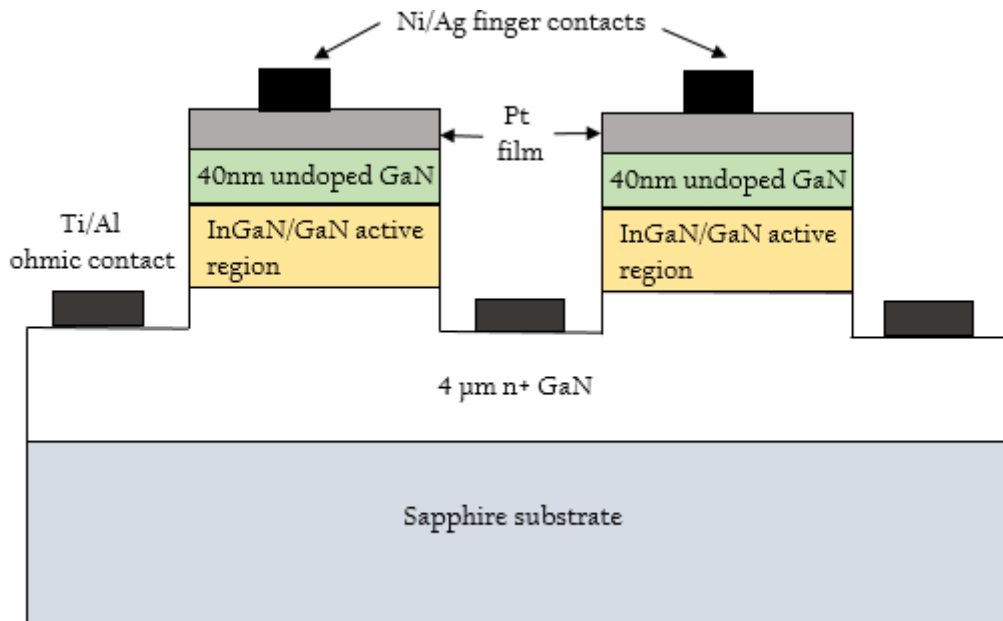 Ni/Ag finger contacts
Pt
film
40nm undoped GaN
40nm undoped GaN
Ti/Al
ohmic contact
InGaN/GaN active
region
InGaN/GaN active
region
4 µm n+ GaN
Sapphire substrate